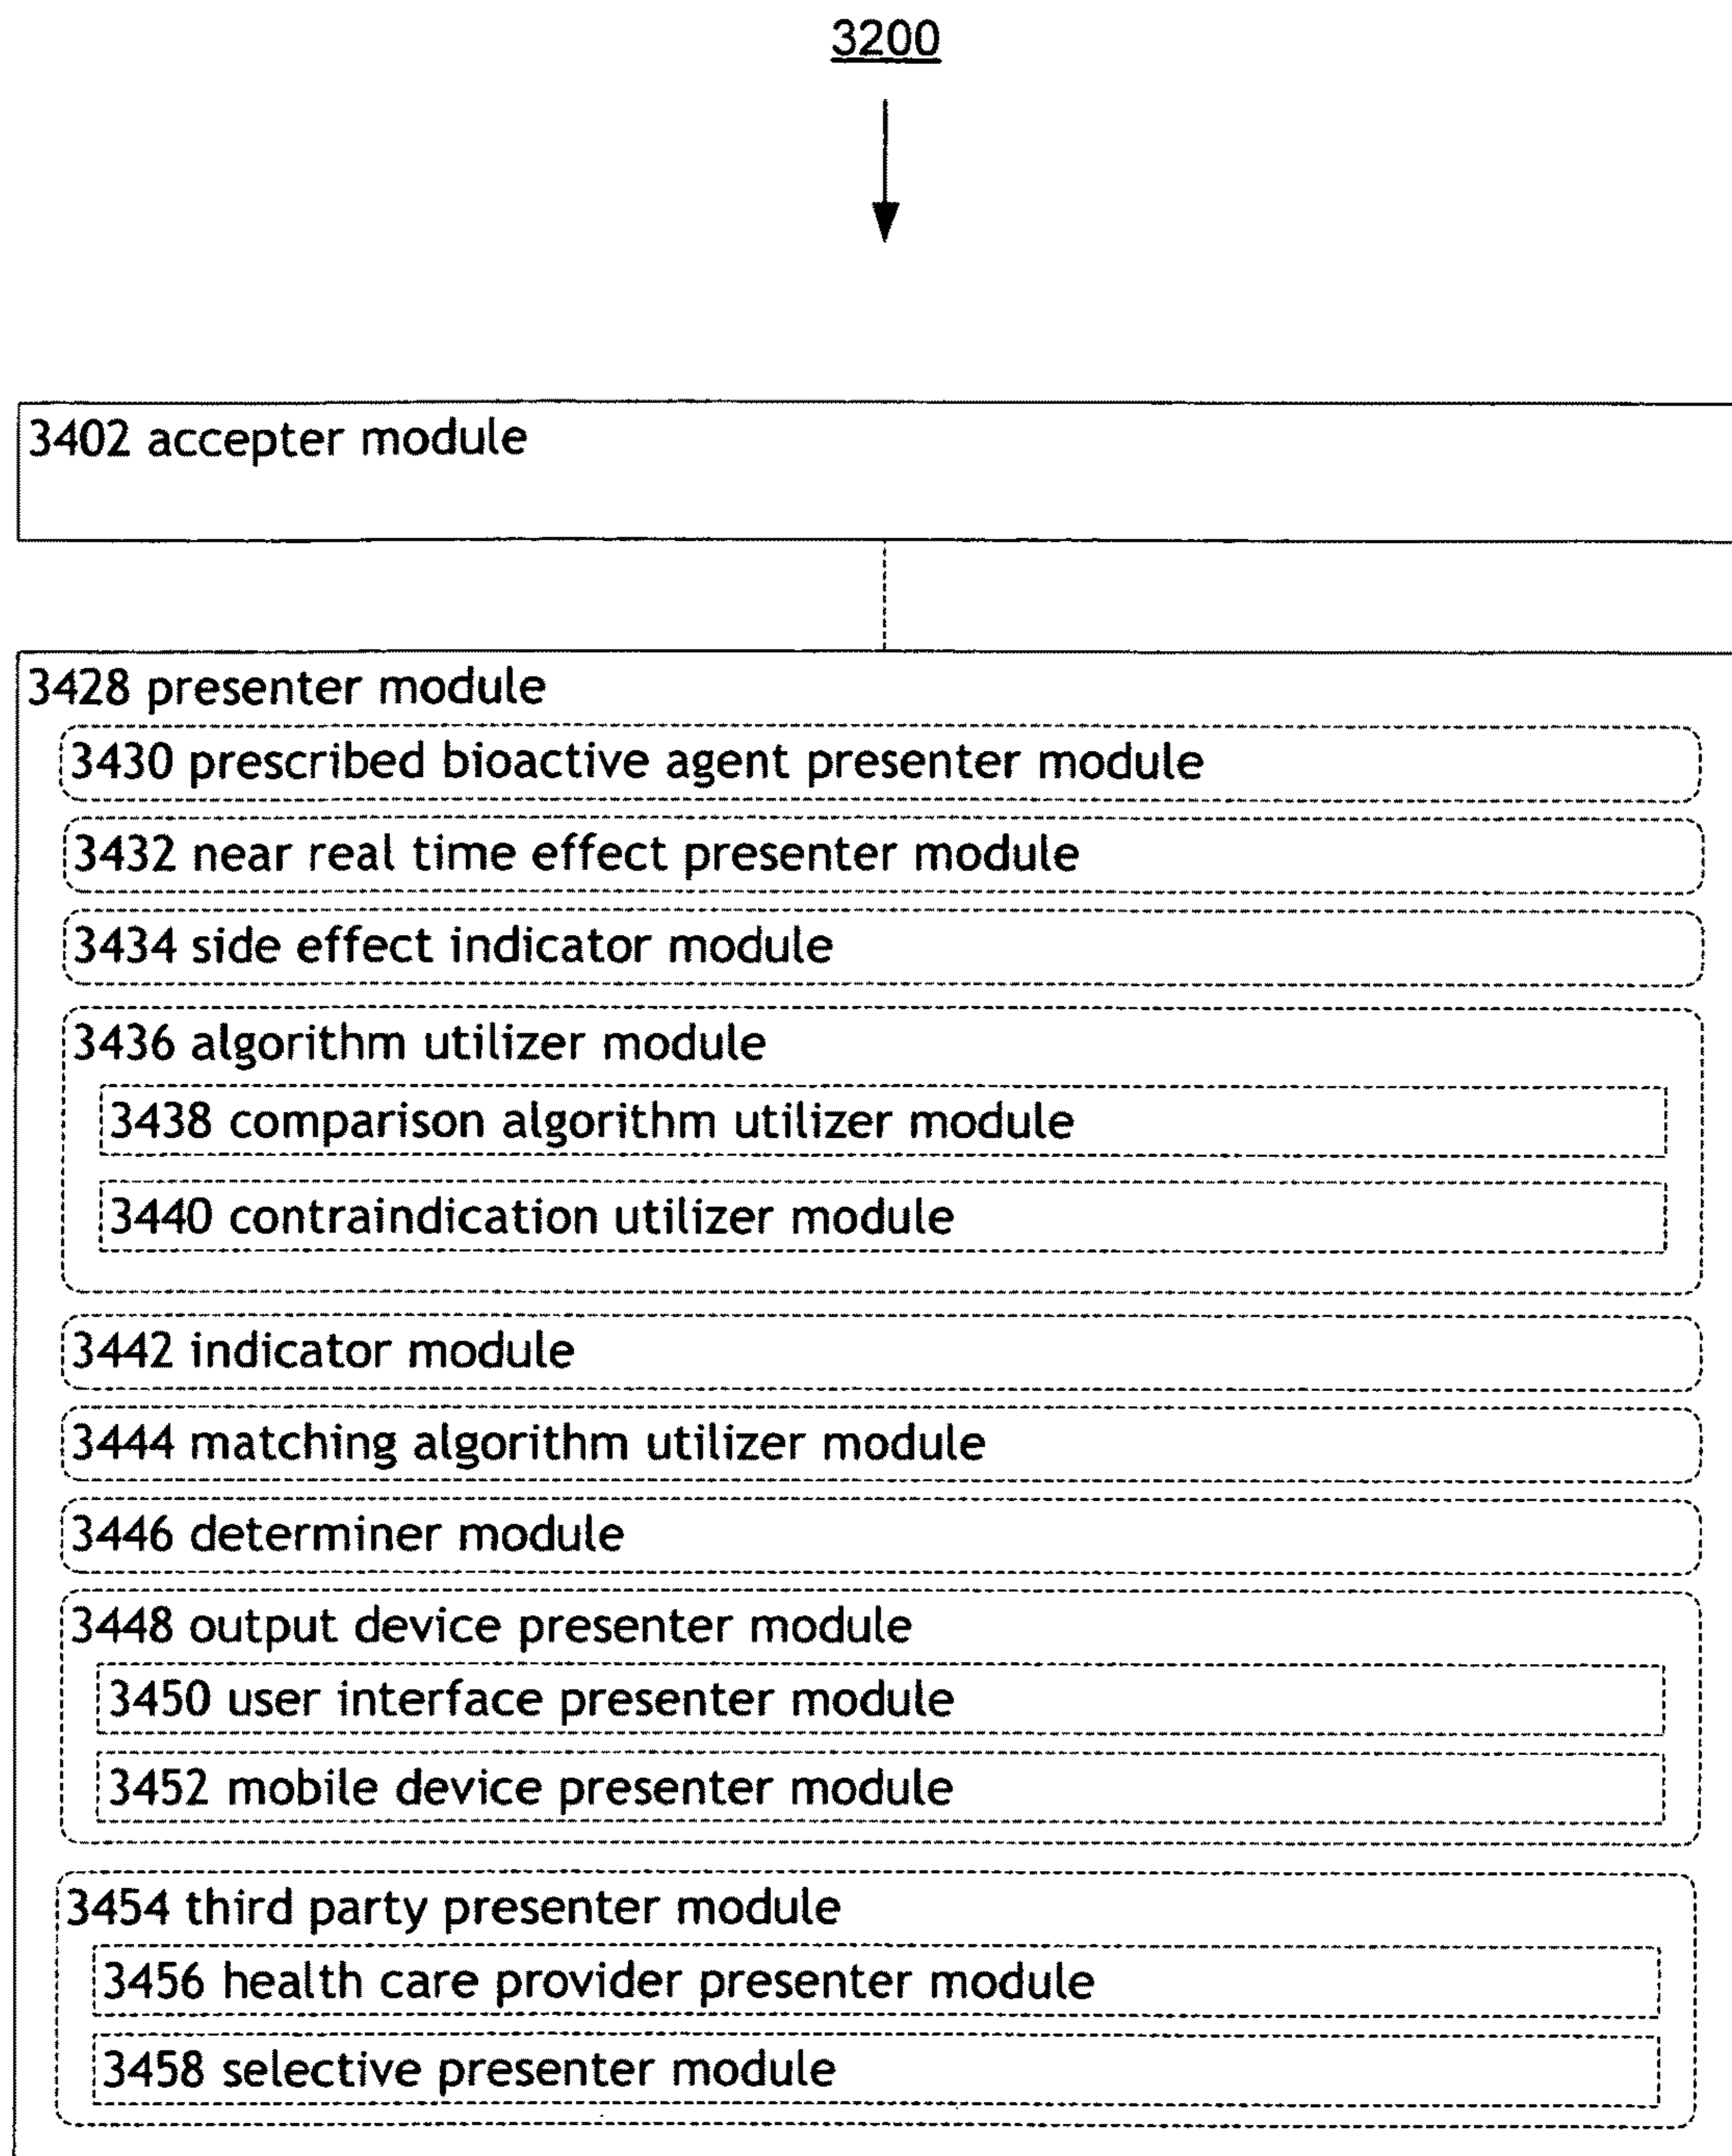 3200
3402 accepter module
3428 presenter module
3430 prescribed bioactive agent presenter module
3432 near real time effect presenter module
3434 side effect indicator module
3436 algorithm utilizer module
3438 comparison algorithm utilizer module
3440 contraindication utilizer module
3442 indicator module
3444 matching algorithm utilizer module
3446 determiner module
3448 output device presenter module
3450 user interface presenter module
3452 mobile device presenter module
3454 third party presenter module
3456 health care provider presenter module
3458 selective presenter module